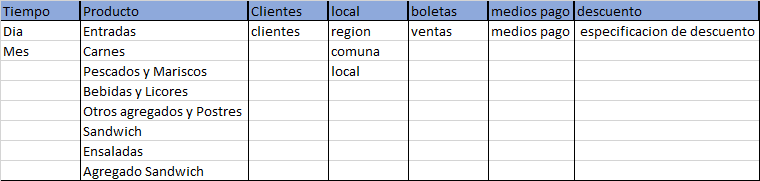 Tiempo Producto Clientes local boletas medios pago descuento
Dia Entradas clientes region ventas medios pago especificacion de descuento
Mes Carnes comuna
Pescados y Mariscos local
Bebidas y Licores
Otros agregados y Postres
Sandwich
Ensaladas
Agregado Sandwich